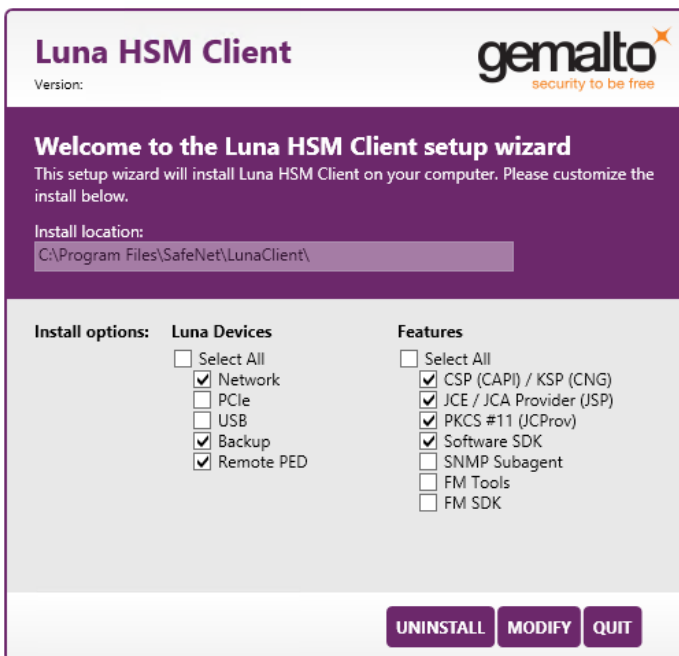 Luna HSM Client
Version:
gemalto
security to be free
Welcome to the Luna HSM Client setup wizard
This setup wizard will install Luna HSM Client on your computer. Please customize the
install below.
Install location:
C:\Program Files\SafeNet\LunaClient\
Install options:
Luna Devices
Select All
Network
PCIe
USB
Backup
Remote PED
Features
Select All
CSP (CAPI) / KSP (CNG)
JCE / JCA Provider (JSP)
PKCS #11 (JCProv)
Software SDK
SNMP Subagent
FM Tools
FM SDK
UNINSTALL
MODIFY
QUIT